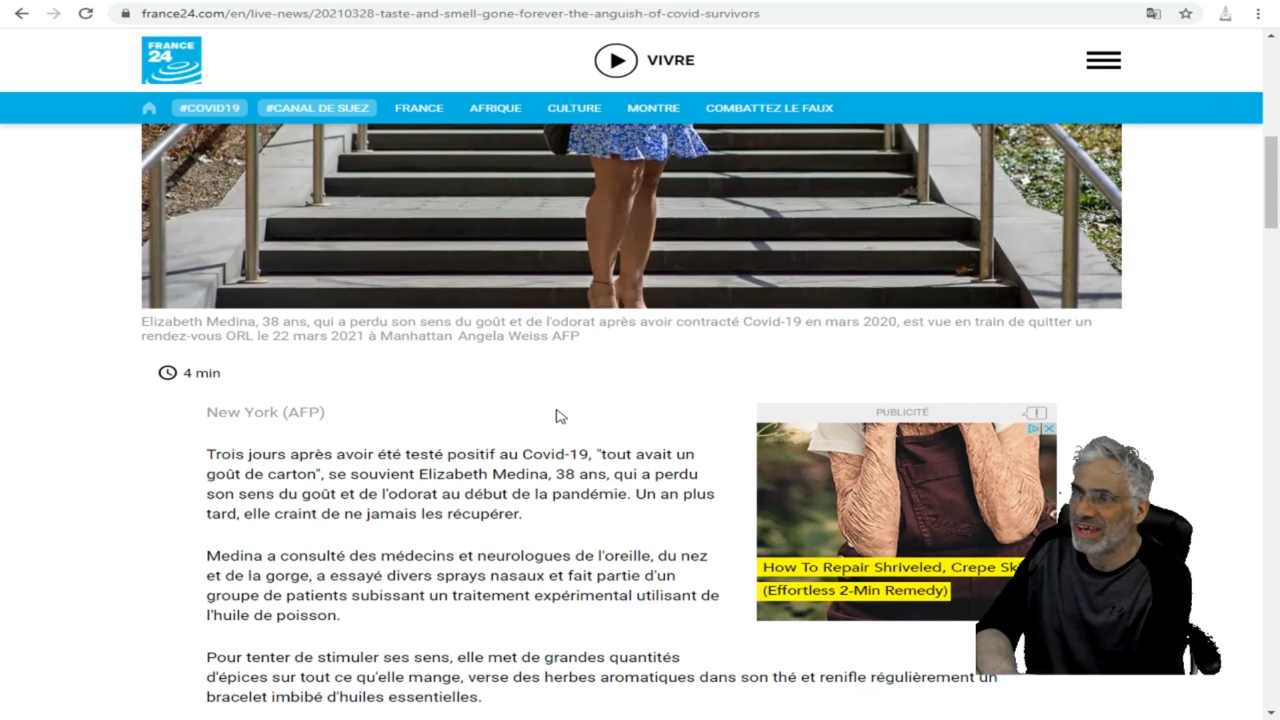 france24.com/en/live-news/20210328-taste-and-smell-gone-forever-the-anguish-of-covid-survivors
FRANCE
24
VIVRE
#COVID19 #CANAL DE SUEZ FRANCE AFRIQUE CULTURE MONTRE COMBATTEZ LE FAUX
Elizabeth Medina, 38 ans, qui a perdu son sens du goût et de l'odorat après avoir contracté Covid-19 en mars 2020, est vue en train de quitter un
rendez-vous ORL le 22 mars 2021 à Manhattan Angela Weiss AFP
4 min
New York (AFP)
Trois jours après avoir été testé positif au Covid-19, "tout avait un
goût de carton", se souvient Elizabeth Medina, 38 ans, qui a perdu
son sens du goût et de l'odorat au début de la pandémie. Un an plus
tard, elle craint de ne jamais les récupérer.
Medina a consulté des médecins et neurologues de l'oreille, du nez
et de la gorge, a essayé divers sprays nasaux et fait partie d'un
groupe de patients subissant un traitement expérimental utilisant de
l'huile de poisson.
Pour tenter de stimuler ses sens, elle met de grandes quantités
d'épices sur tout ce qu'elle mange, verse des herbes aromatiques dans son thé et renifle régulièrement un
bracelet imbibé d'huiles essentielles.
PUBLICITÉ
How To Repair Shriveled, Crepe Sk
(Effortless 2-Min Remedy)